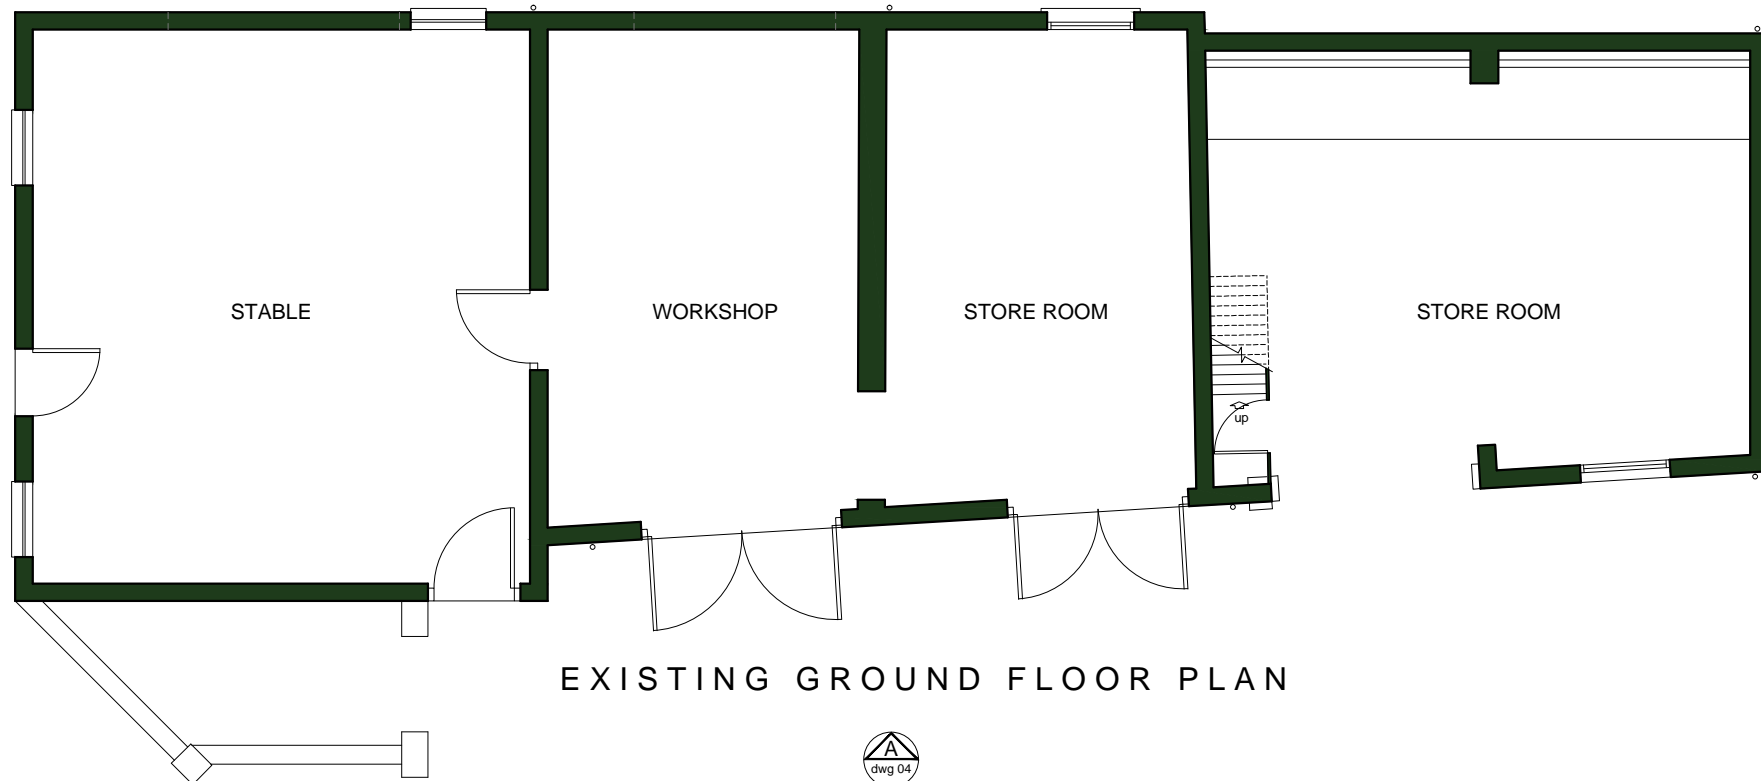 STABLE
WORKSHOP
STORE ROOM
STORE ROOM
up
EXISTING GROUND FLOOR PLAN
A
dwg 04